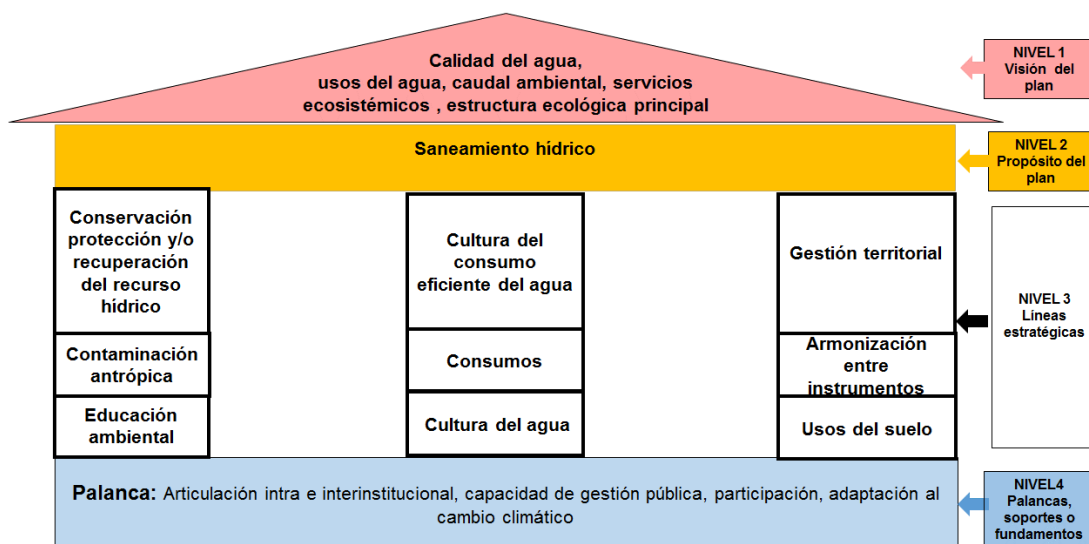 Calidad del agua,
usos del agua, caudal ambiental, servicios
ecosistémicos , estructura ecológica principal
NIVEL 1
Visión del
plan
Saneamiento hídrico
NIVEL 2
Propósito del
plan
Conservación
protección y/o
recuperación
del recurso
hídrico
Contaminación
antrópica
Educación
ambiental
Cultura del
consumo
eficiente del agua
Consumos
Cultura del agua
Gestión territorial
Armonización
entre
instrumentos
Usos del suelo
NIVEL 3
Líneas
estratégicas
Palanca: Articulación intra e interinstitucional, capacidad de gestión pública, participación, adaptación al
cambio climático
NIVEL4
Palancas,
soportes o
fundamentos